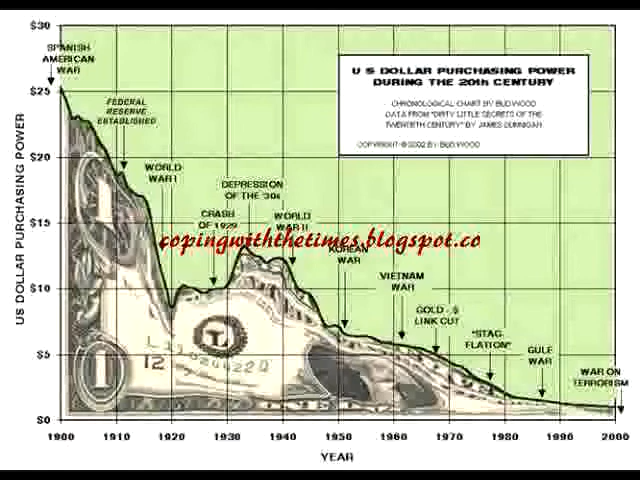 $30
SPANISH
AMERICAN
WAR
U S DOLLAR PURCHASING POWER
DURING THE 20th CENTURY
CHRONOLOGICAL CHART BY BUD WOOD
DATA FROM "DIRTY LITTLE SECRETS OF THE
TWENTIETH CENTURY" BY JAMES DUNNIGAN
COPYRIGHT © 2002 BY BUD WOOD
$25
FEDERAL
RESERVE
ESTABLISHED
$20
WORLD
WAR I
DEPRESSION
OF THE '30s
$15
CRASH
OF 1929
WORLD
WAR II
copingwiththetimes.blogspot.co
KOREAN
WAR
VIETNAM
WAR
$10
GOLD - $
LINK CUT
"STAG-
FLATION"
GULF
WAR
WAR ON
TERRORISM
$5
12
1
1
$0
1900 1910 1920 1930 1940 1950 1960 1970 1980 1990 2000
YEAR
US DOLLAR PURCHASING POWER